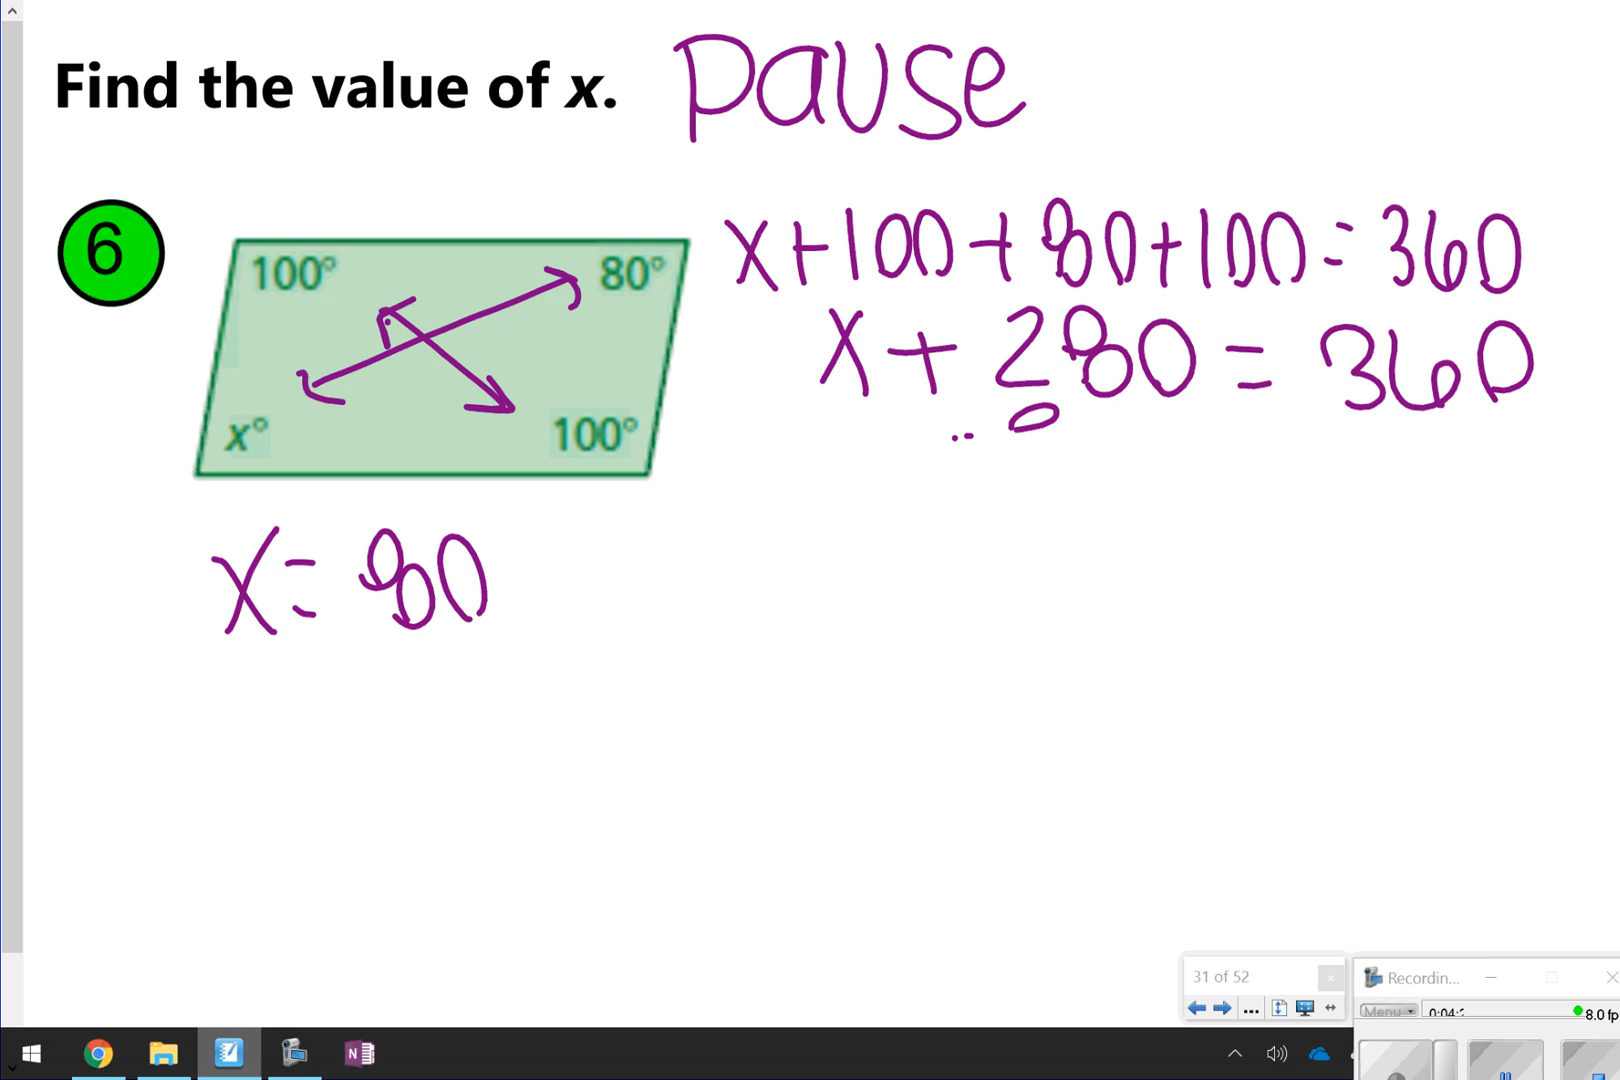 Find the value of x. pause
6
100° 80°
x° 100°
x+100+80+100=360
x+280=360
x=80
31 of 52
Recordin...
Menu
8.0 fp
N